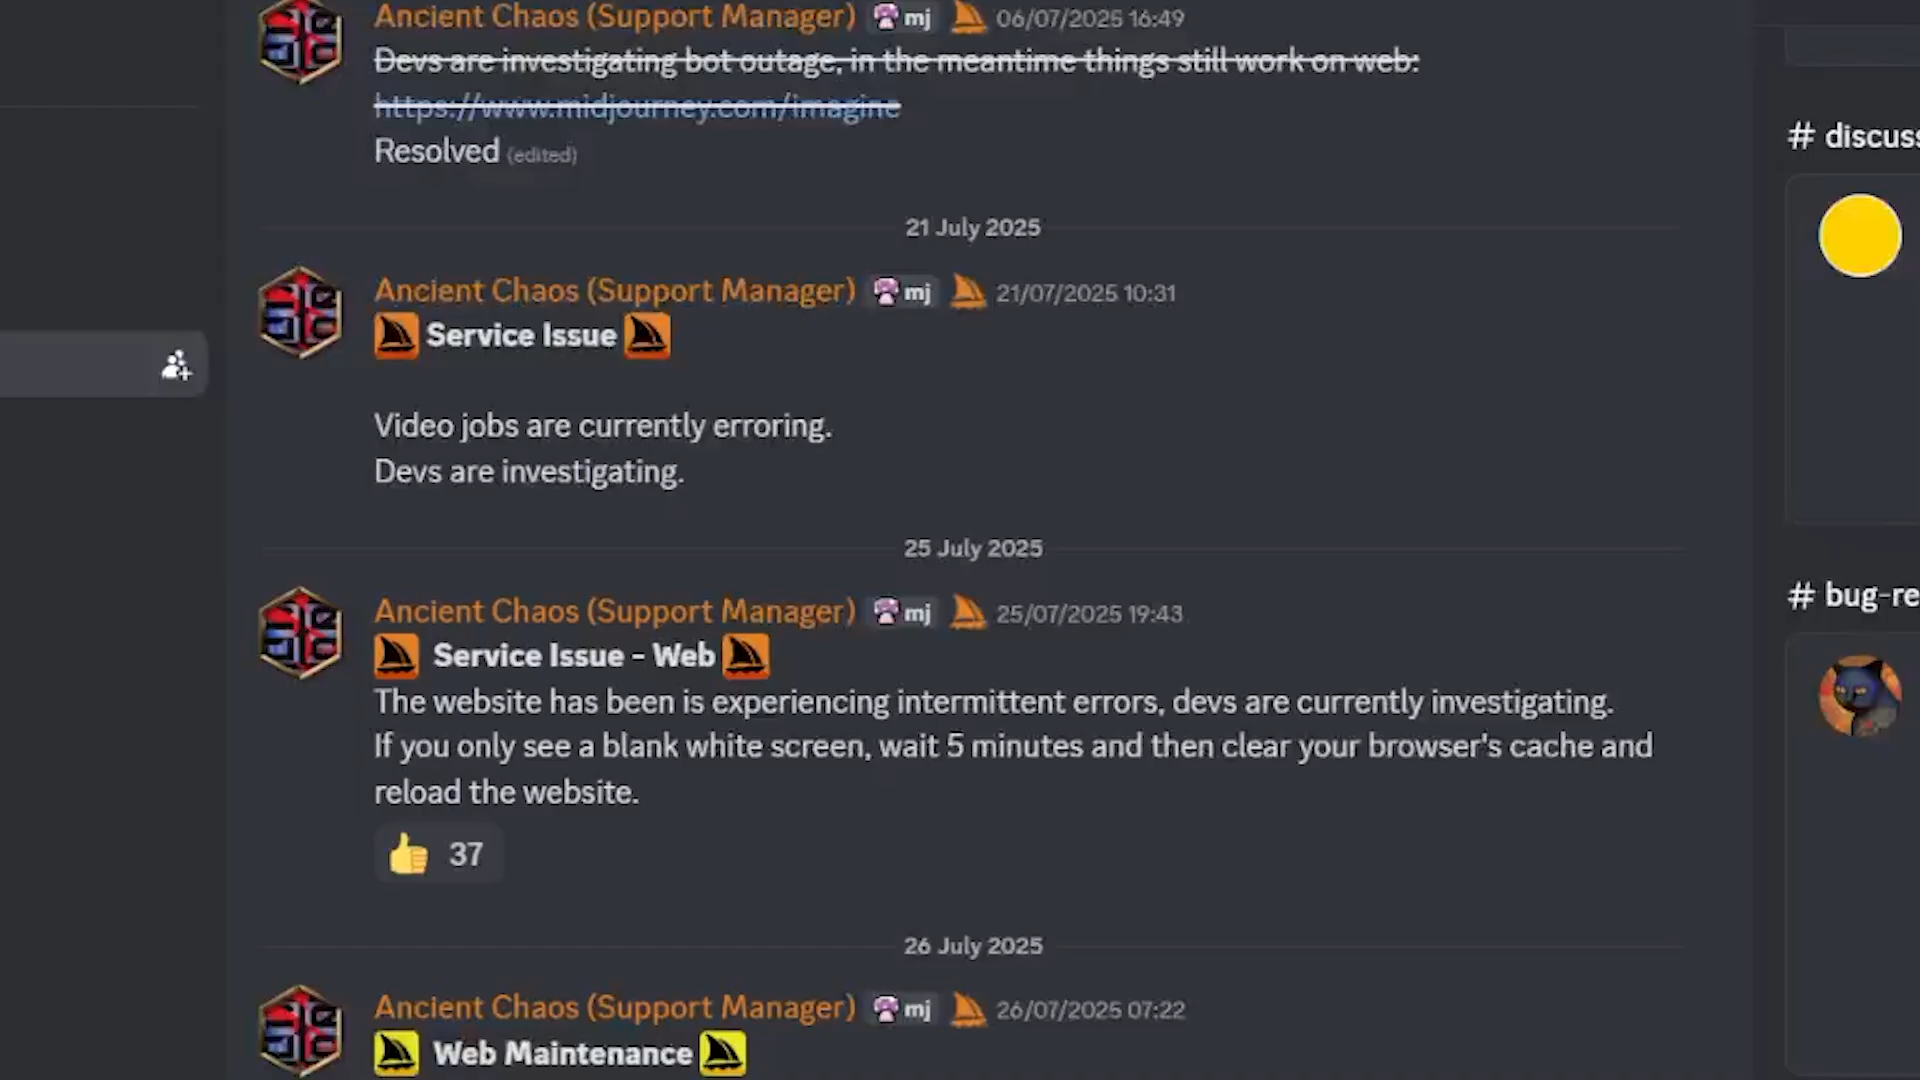 Ancient Chaos (Support Manager) mj 06/07/2025 16:49
Devs are investigating bot outage, in the meantime things still work on web:
https://www.midjourney.com/imagine
Resolved (edited)
21 July 2025
Ancient Chaos (Support Manager) mj 21/07/2025 10:31
Service Issue
Video jobs are currently erroring.
Devs are investigating.
25 July 2025
Ancient Chaos (Support Manager) mj 25/07/2025 19:43
Service Issue - Web
The website has been is experiencing intermittent errors, devs are currently investigating.
If you only see a blank white screen, wait 5 minutes and then clear your browser's cache and
reload the website.
37
26 July 2025
Ancient Chaos (Support Manager) mj 26/07/2025 07:22
Web Maintenance
# discuss
# bug-re